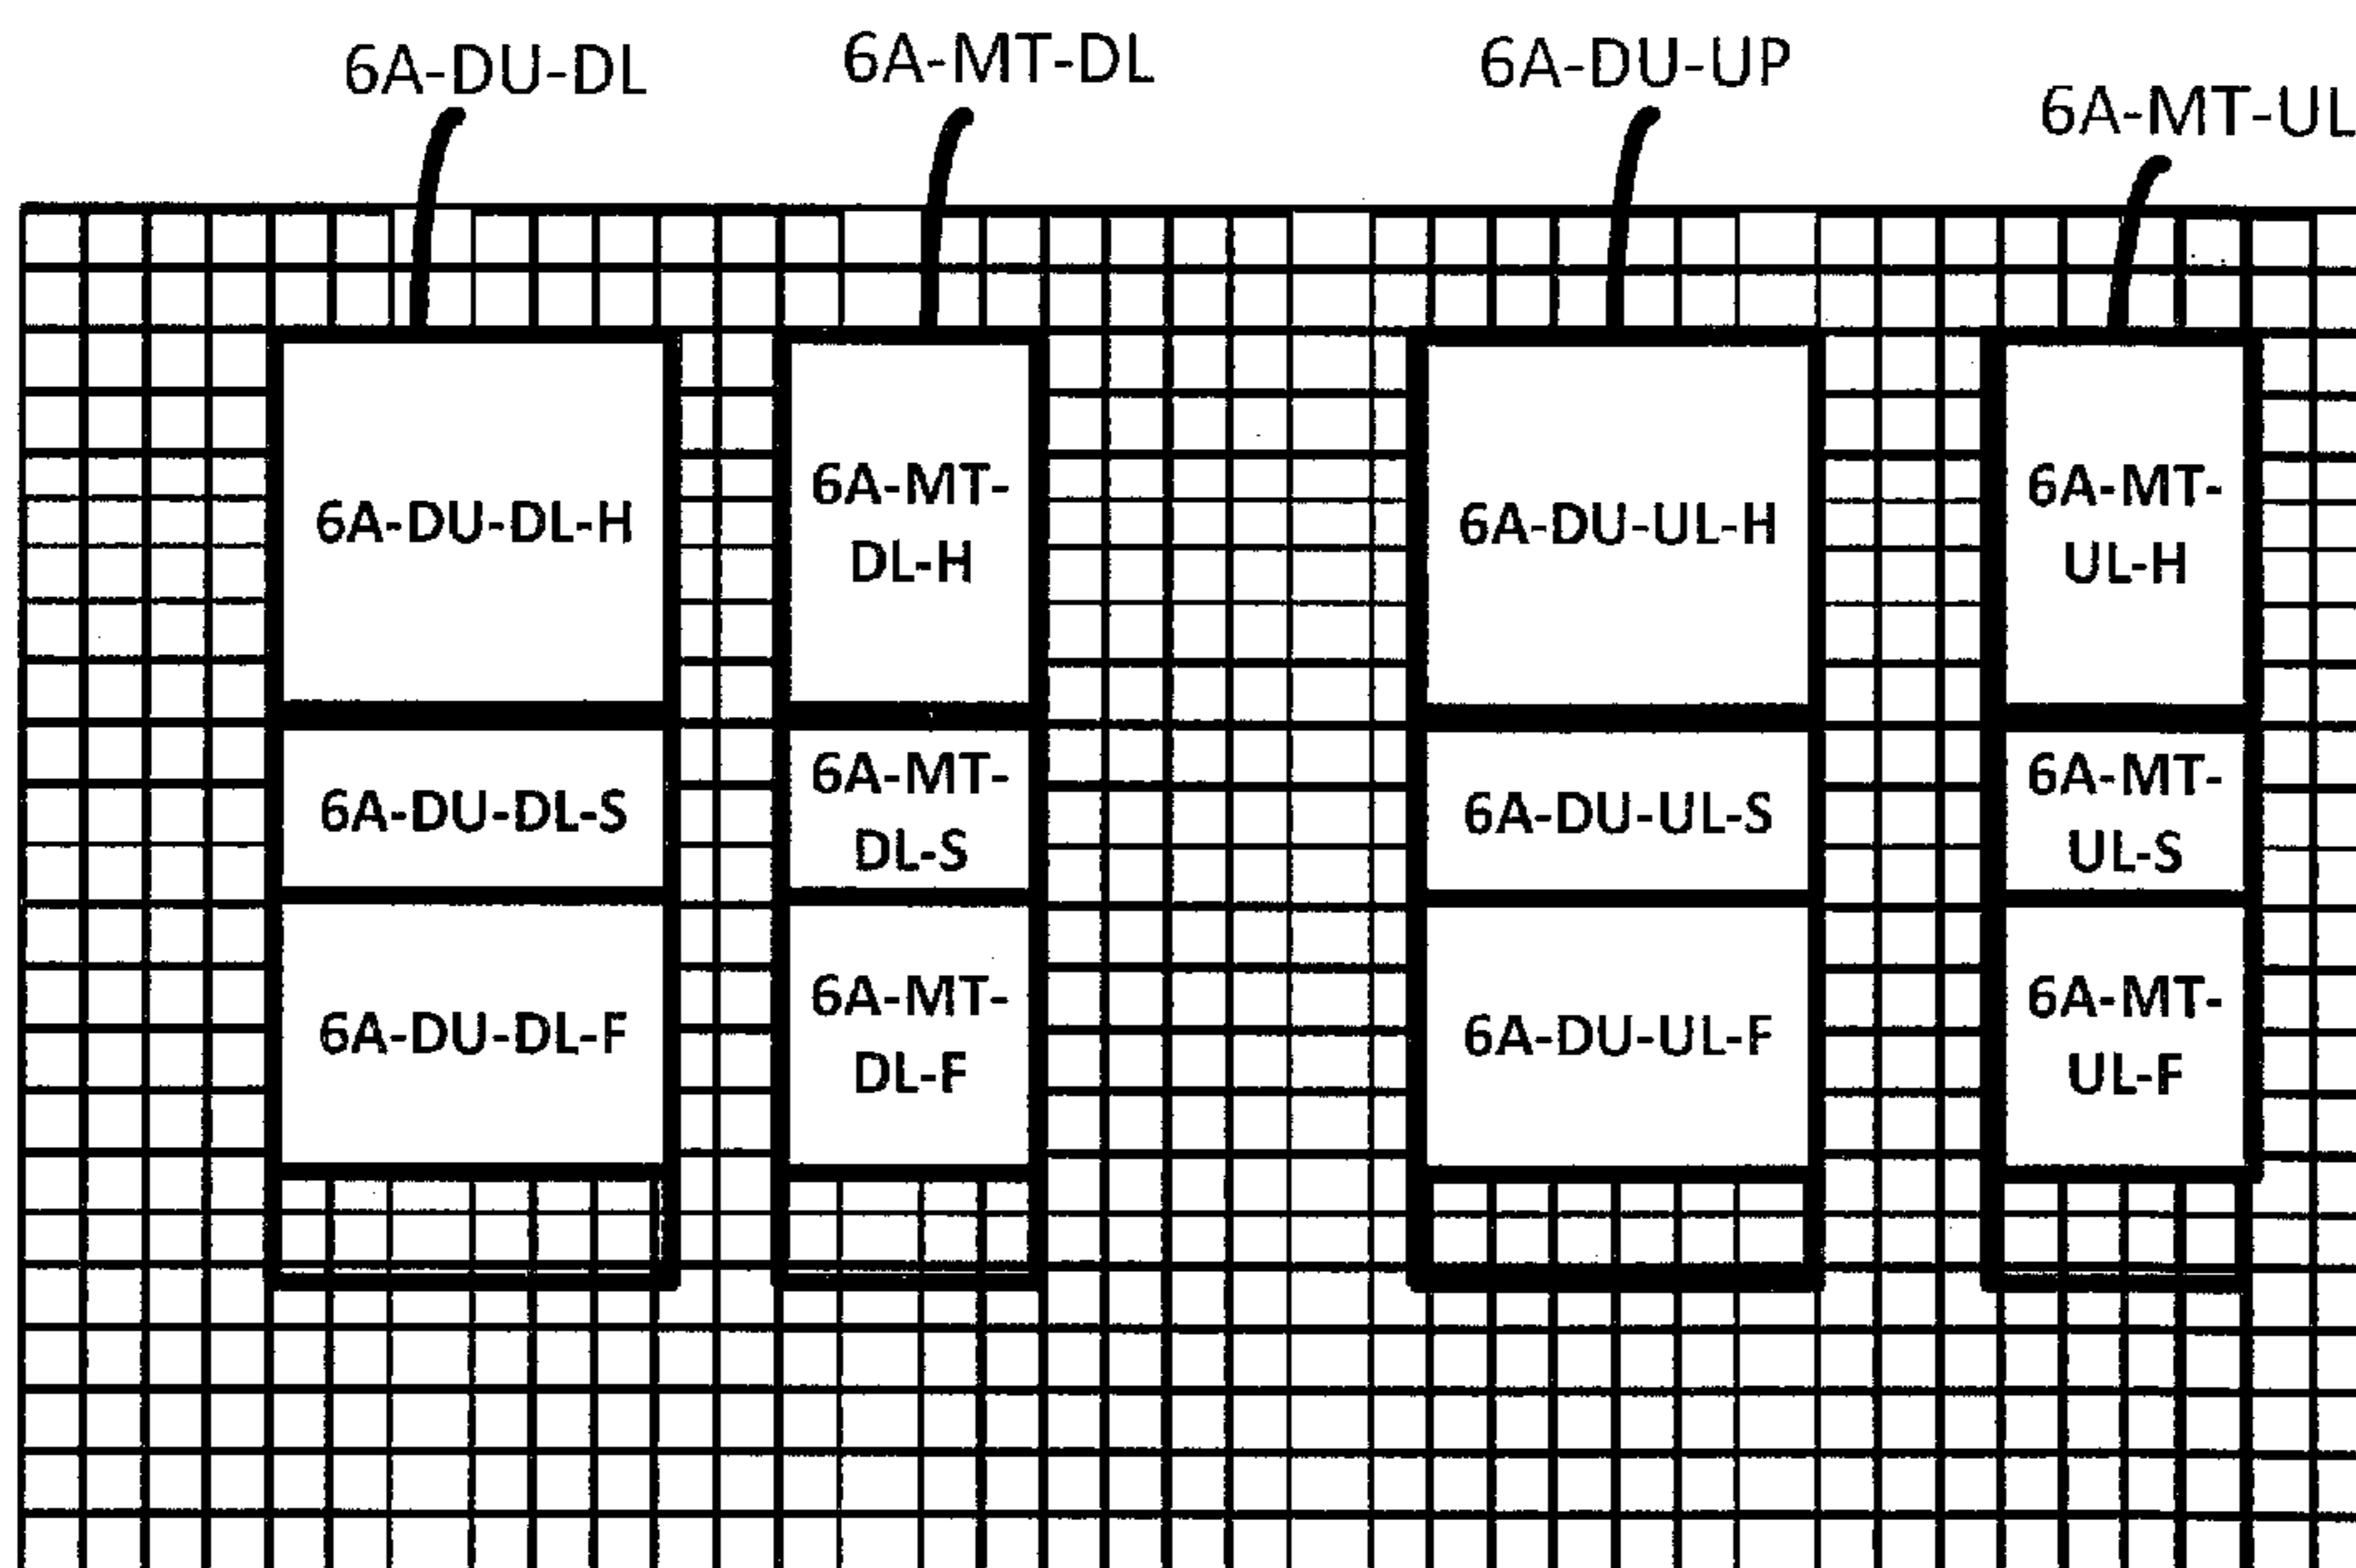 6A-DU-DL
6A-MT-DL
6A-DU-UP
6A-MT-UL
6A-DU-DL-H
6A-MT-
DL-H
6A-DU-UL-H
6A-MT-
UL-H
6A-DU-DL-S
6A-MT-
DL-S
6A-DU-UL-S
6A-MT-
UL-S
6A-DU-DL-F
6A-MT-
DL-F
6A-DU-UL-F
6A-MT-
UL-F